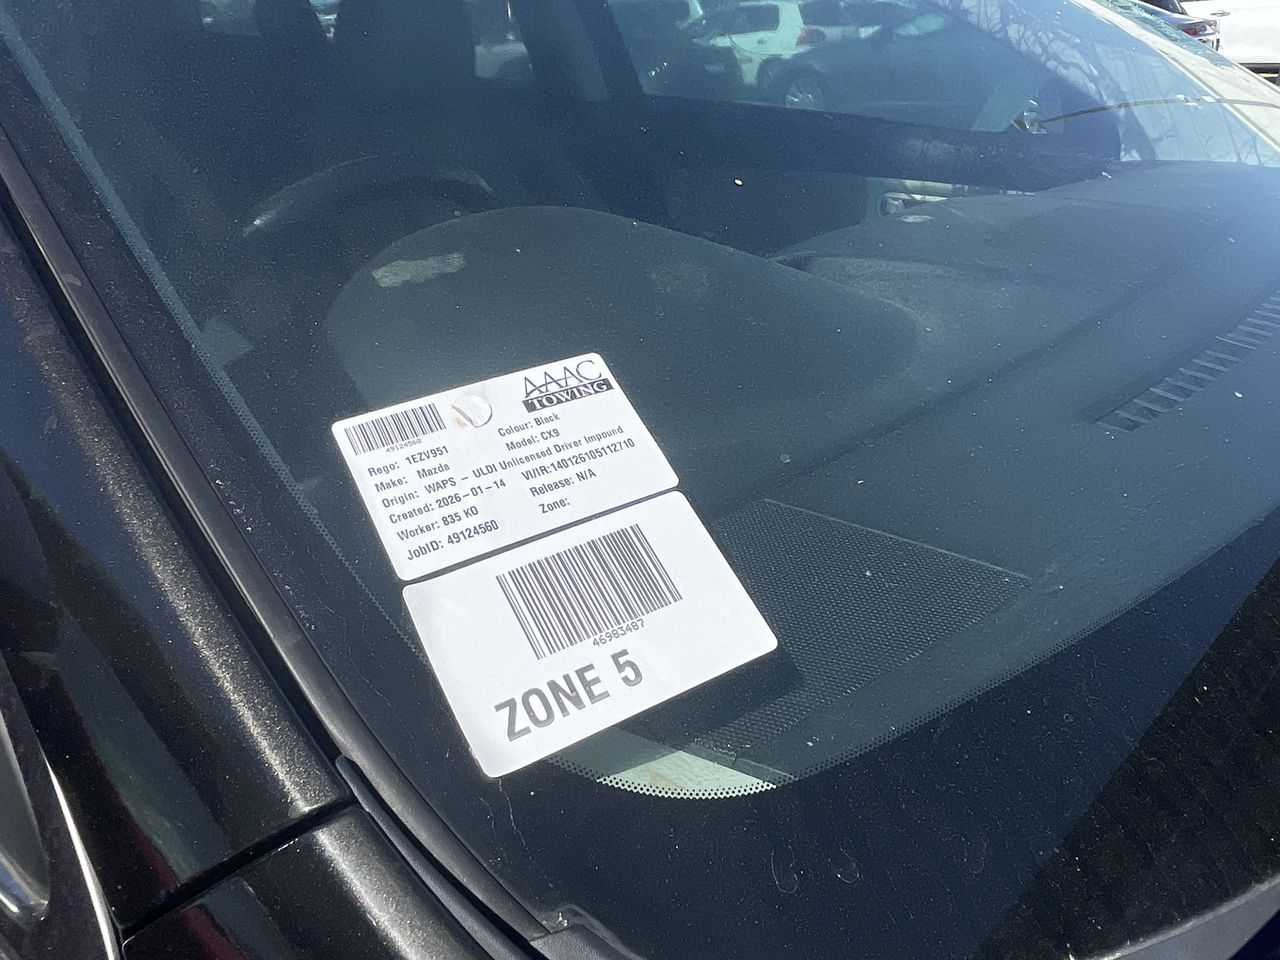 AAAC
TOWING
49124560
Rego: 1EZV951 Colour: Black
Make: Mazda Model: CX9
Origin: WAPS - ULDI Unlicensed Driver Impound
Created: 2026-01-14 VI/IR:140126105112710
Worker: 835 KO Release: N/A
JobID: 49124560 Zone:
46983487
ZONE 5